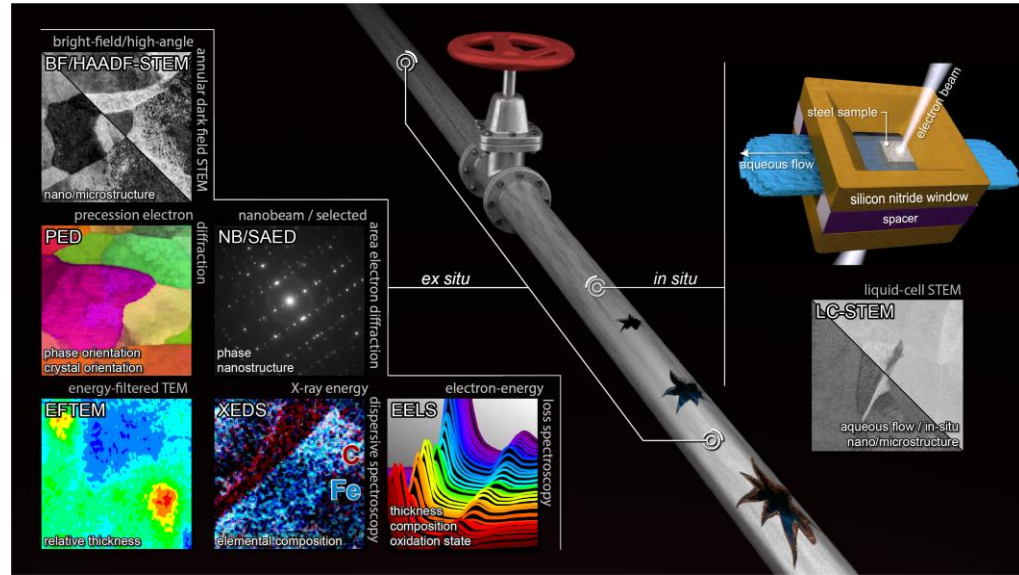 bright-field/high-angle
BF/HAADF-STEM
annular dark field STEM
nano/microstructure
precession electron
diffraction
PED
phase orientation
crystal orientation
nanobeam / selected
area electron diffraction
NB/SAED
phase
nanostructure
energy-filtered TEM
EFTEM
relative thickness
X-ray energy
dispersive spectroscopy
XEDS
C
Fe
elemental composition
electron-energy
loss spectroscopy
EELS
thickness
composition
oxidation state
ex situ
in situ
electron beam
steel sample
aqueous flow
silicon nitride window
spacer
liquid-cell STEM
LC-STEM
aqueous flow / in-situ
nano/microstructure